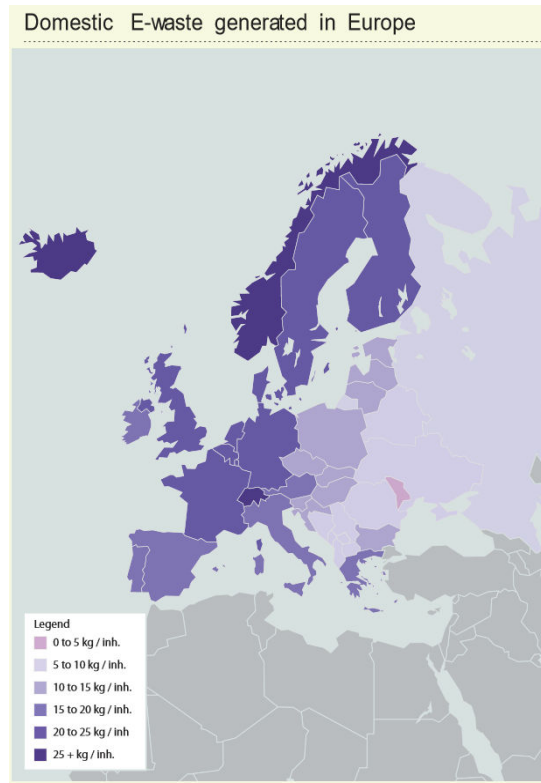 Domestic E-waste generated in Europe
Legend
0 to 5 kg / inh.
5 to 10 kg / inh.
10 to 15 kg / inh.
15 to 20 kg / inh.
20 to 25 kg / inh
25 + kg / inh.